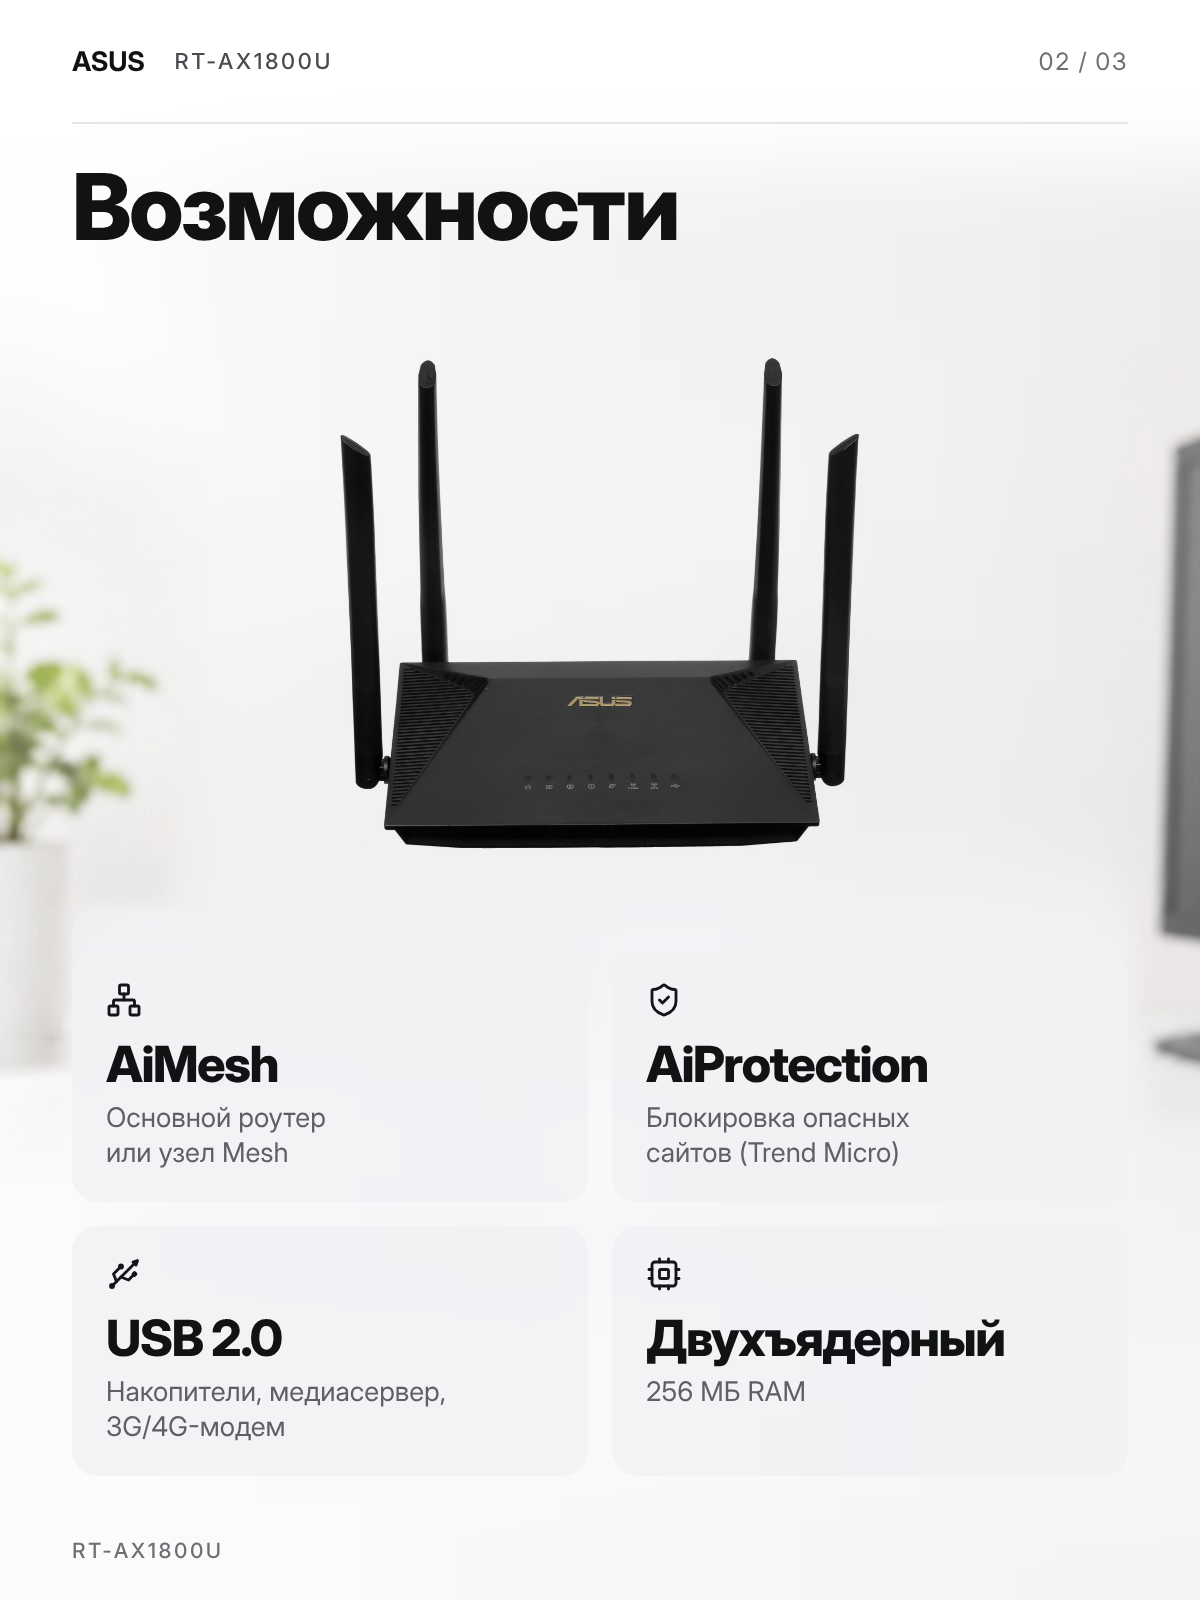 ASUS RT-AX1800U 02 / 03
Возможности
ASUS
AiMesh
Основной роутер
или узел Mesh
AiProtection
Блокировка опасных
сайтов (Trend Micro)
USB 2.0
Накопители, медиасервер,
3G/4G-модем
Двухъядерный
256 МБ RAM
RT-AX1800U